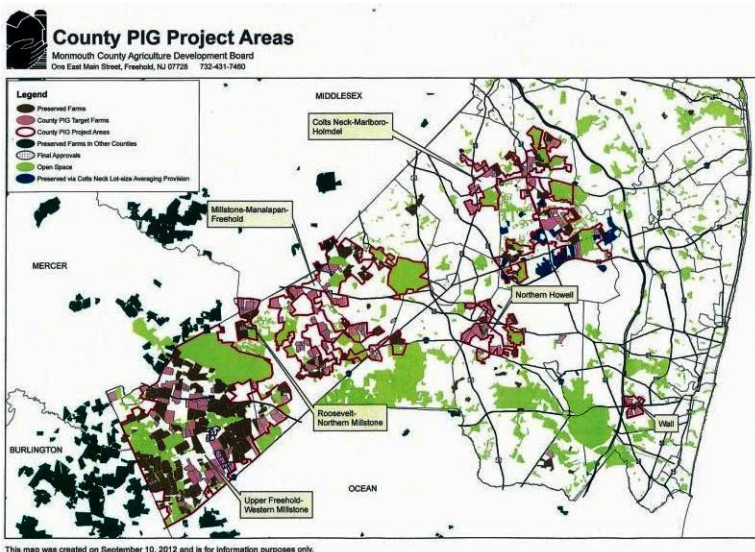 County PIG Project Areas
Monmouth County Agriculture Development Board
One East Main Street, Freehold, NJ 07728 732-431-7460
Legend
Preserved Farms
County PIG Target Farms
County PIG Project Areas
Preserved Farms in Other Counties
Final Approvals
Open Space
Preserved via Colts Neck Lot-size Averaging Provision
MIDDLESEX
Colts Neck-Marlboro-
Holmdel
Millstone-Manalapan-
Freehold
MERCER
Northern Howell
Roosevelt-
Northern Millstone
Wall
BURLINGTON
OCEAN
Upper Freehold-
Western Millstone
This map was created on September 10, 2012 and is for information purposes only.